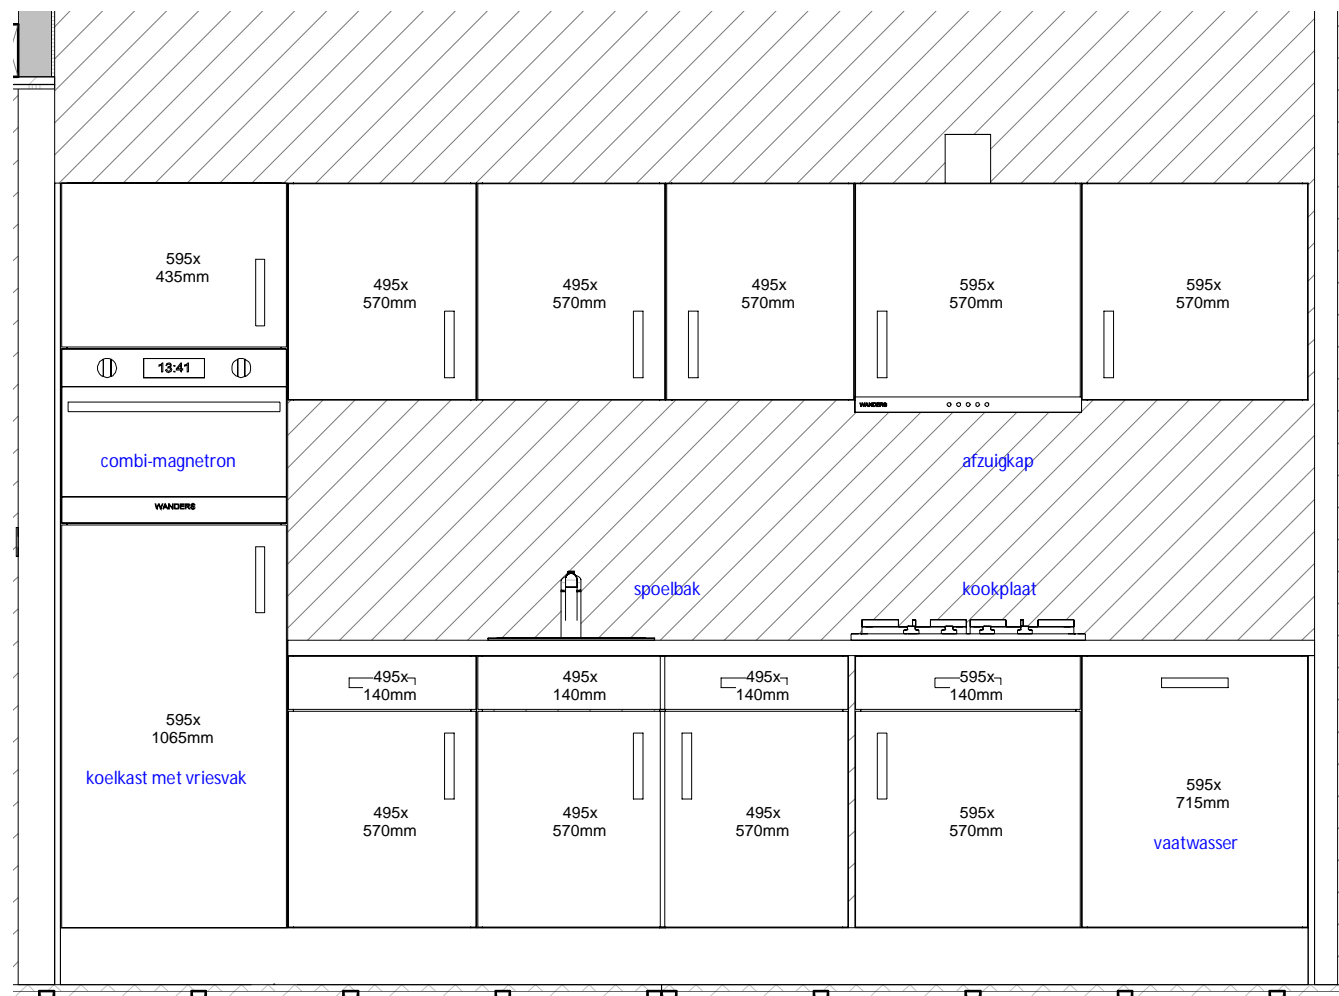 595x
435mm
495x
570mm
495x
570mm
495x
570mm
595x
570mm
595x
570mm
13:41
WANDERS
combi-magnetron
afzuigkap
WANDERS
spoelbak
kookplaat
495x
140mm
495x
140mm
495x
140mm
595x
140mm
595x
1065mm
koelkast met vriesvak
495x
570mm
495x
570mm
495x
570mm
595x
570mm
595x
715mm
vaatwasser